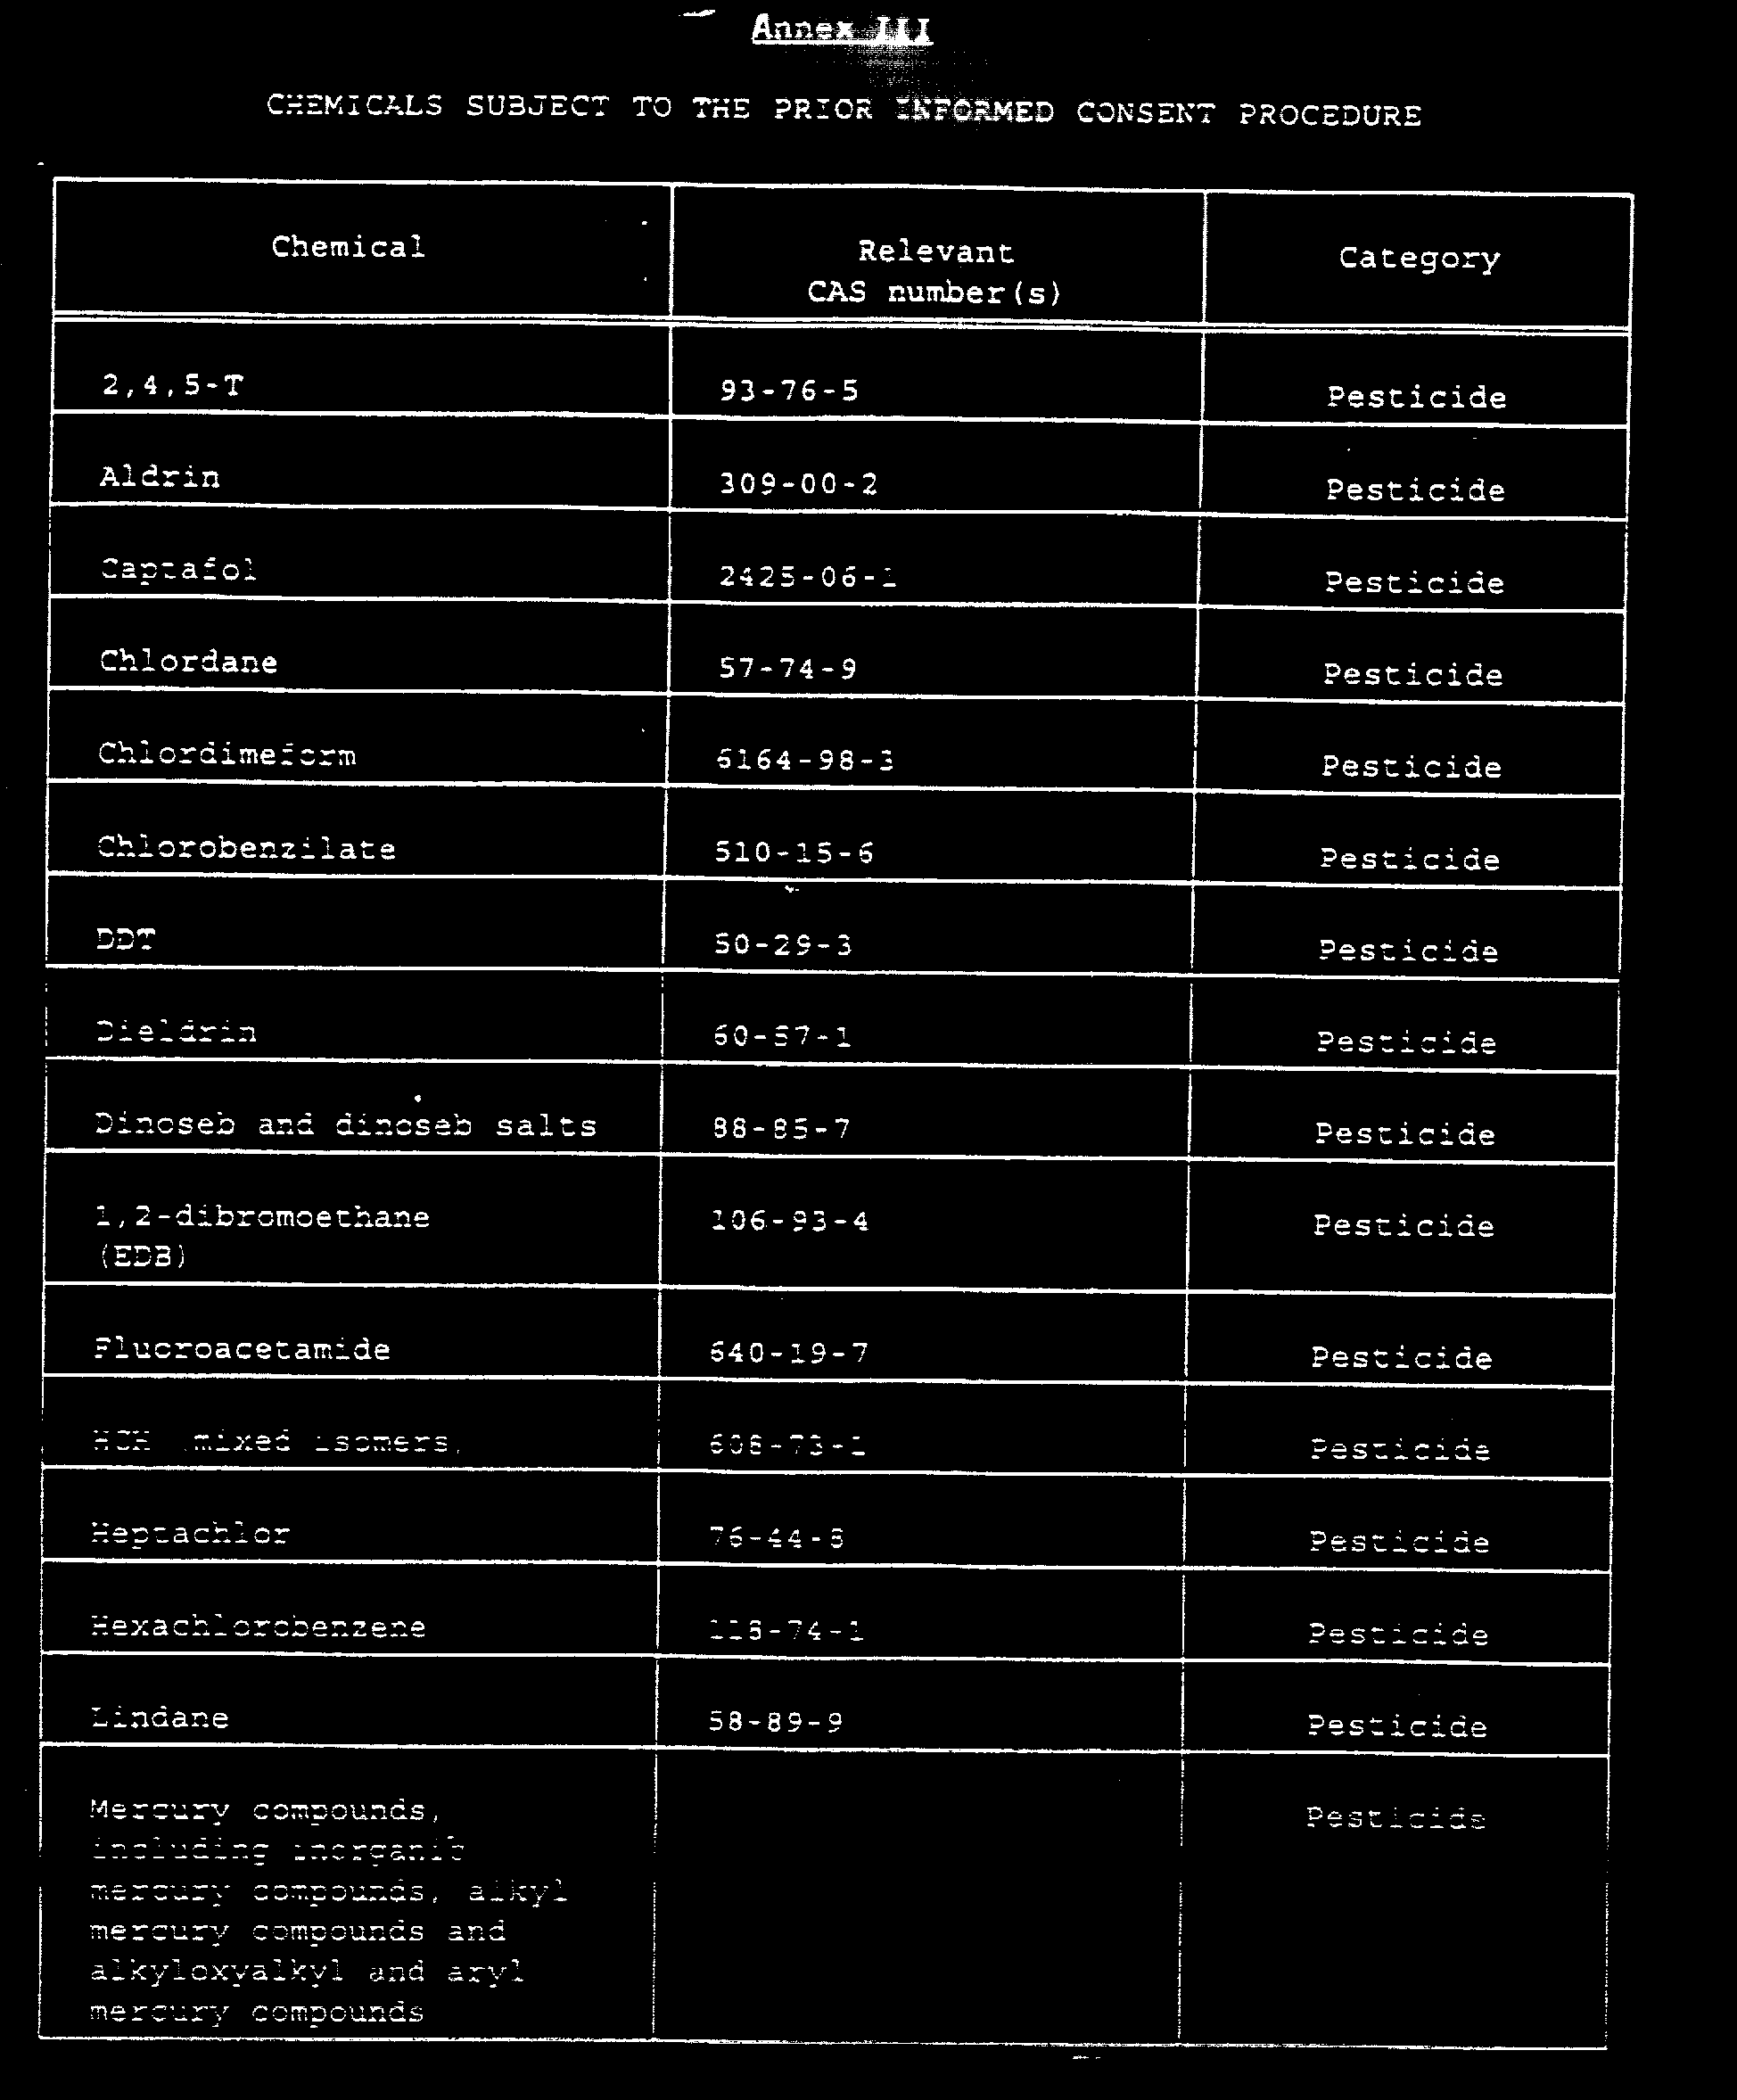 Annex III
CHEMICALS SUBJECT TO THE PRIOR INFORMED CONSENT PROCEDURE
Chemical
Relevant
CAS number(s)
Category
2,4,5-T 93-76-5 Pesticide
Aldrin 309-00-2 Pesticide
Captafol 2425-06-1 Pesticide
Chlordane 57-74-9 Pesticide
Chlordimeform 6164-98-3 Pesticide
Chlorobenzilate 510-15-6 Pesticide
DDT 50-29-3 Pesticide
Dieldrin 60-57-1 Pesticide
Dinoseb and dinoseb salts 88-85-7 Pesticide
1,2-dibromoethane 106-93-4 Pesticide
(EDB)
Fluoroacetamide 640-19-7 Pesticide
HCH (mixed isomers) 608-73-1 Pesticide
Heptachlor 76-44-8 Pesticide
Hexachlorobenzene 118-74-1 Pesticide
Lindane 58-89-9 Pesticide
Mercury compounds, Pesticide
including inorganic
mercury compounds, alkyl
mercury compounds and
alkyloxyalkyl and aryl
mercury compounds